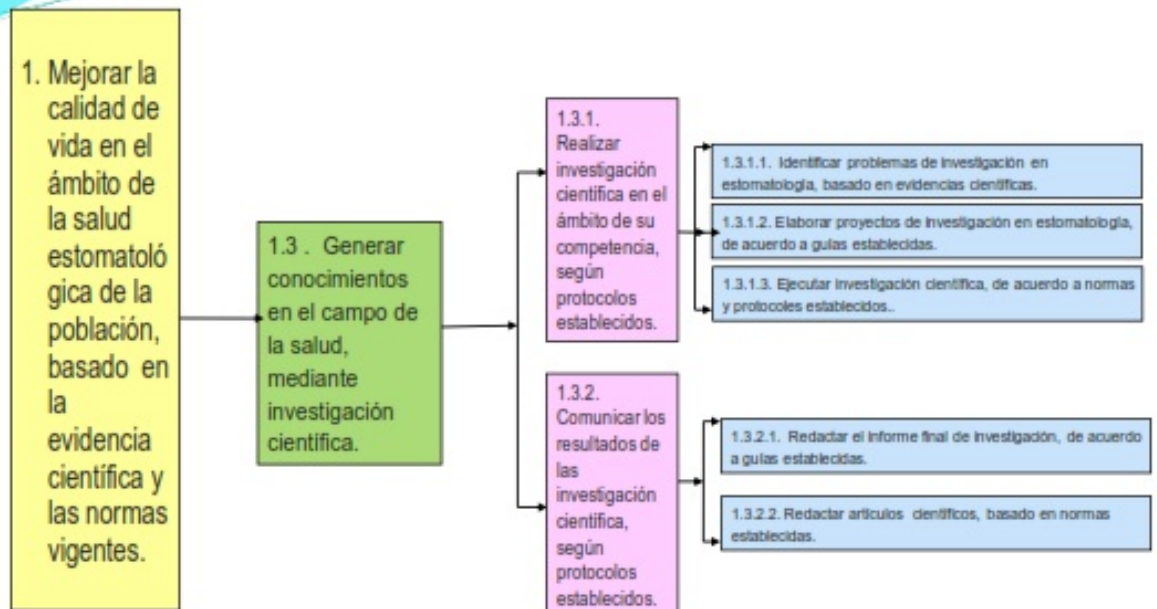 1. Mejorar la
calidad de
vida en el
ámbito de
la salud
estomatoló
gica de la
población,
basado en
la
evidencia
científica y
las normas
vigentes.
1.3 . Generar
conocimientos
en el campo de
la salud,
mediante
investigación
científica.
1.3.1.
Realizar
investigación
científica en el
ámbito de su
competencia,
según
protocolos
establecidos.
1.3.1.1. Identificar problemas de investigación en
estomatología, basado en evidencias científicas.
1.3.1.2. Elaborar proyectos de investigación en estomatología,
de acuerdo a guías establecidas.
1.3.1.3. Ejecutar investigación científica, de acuerdo a normas
y protocoles establecidos..
1.3.2.
Comunicar los
resultados de
las
investigación
científica,
según
protocolos
establecidos.
1.3.2.1. Redactar el informe final de investigación, de acuerdo
a guías establecidas.
1.3.2.2. Redactar artículos científicos, basado en normas
establecidas.